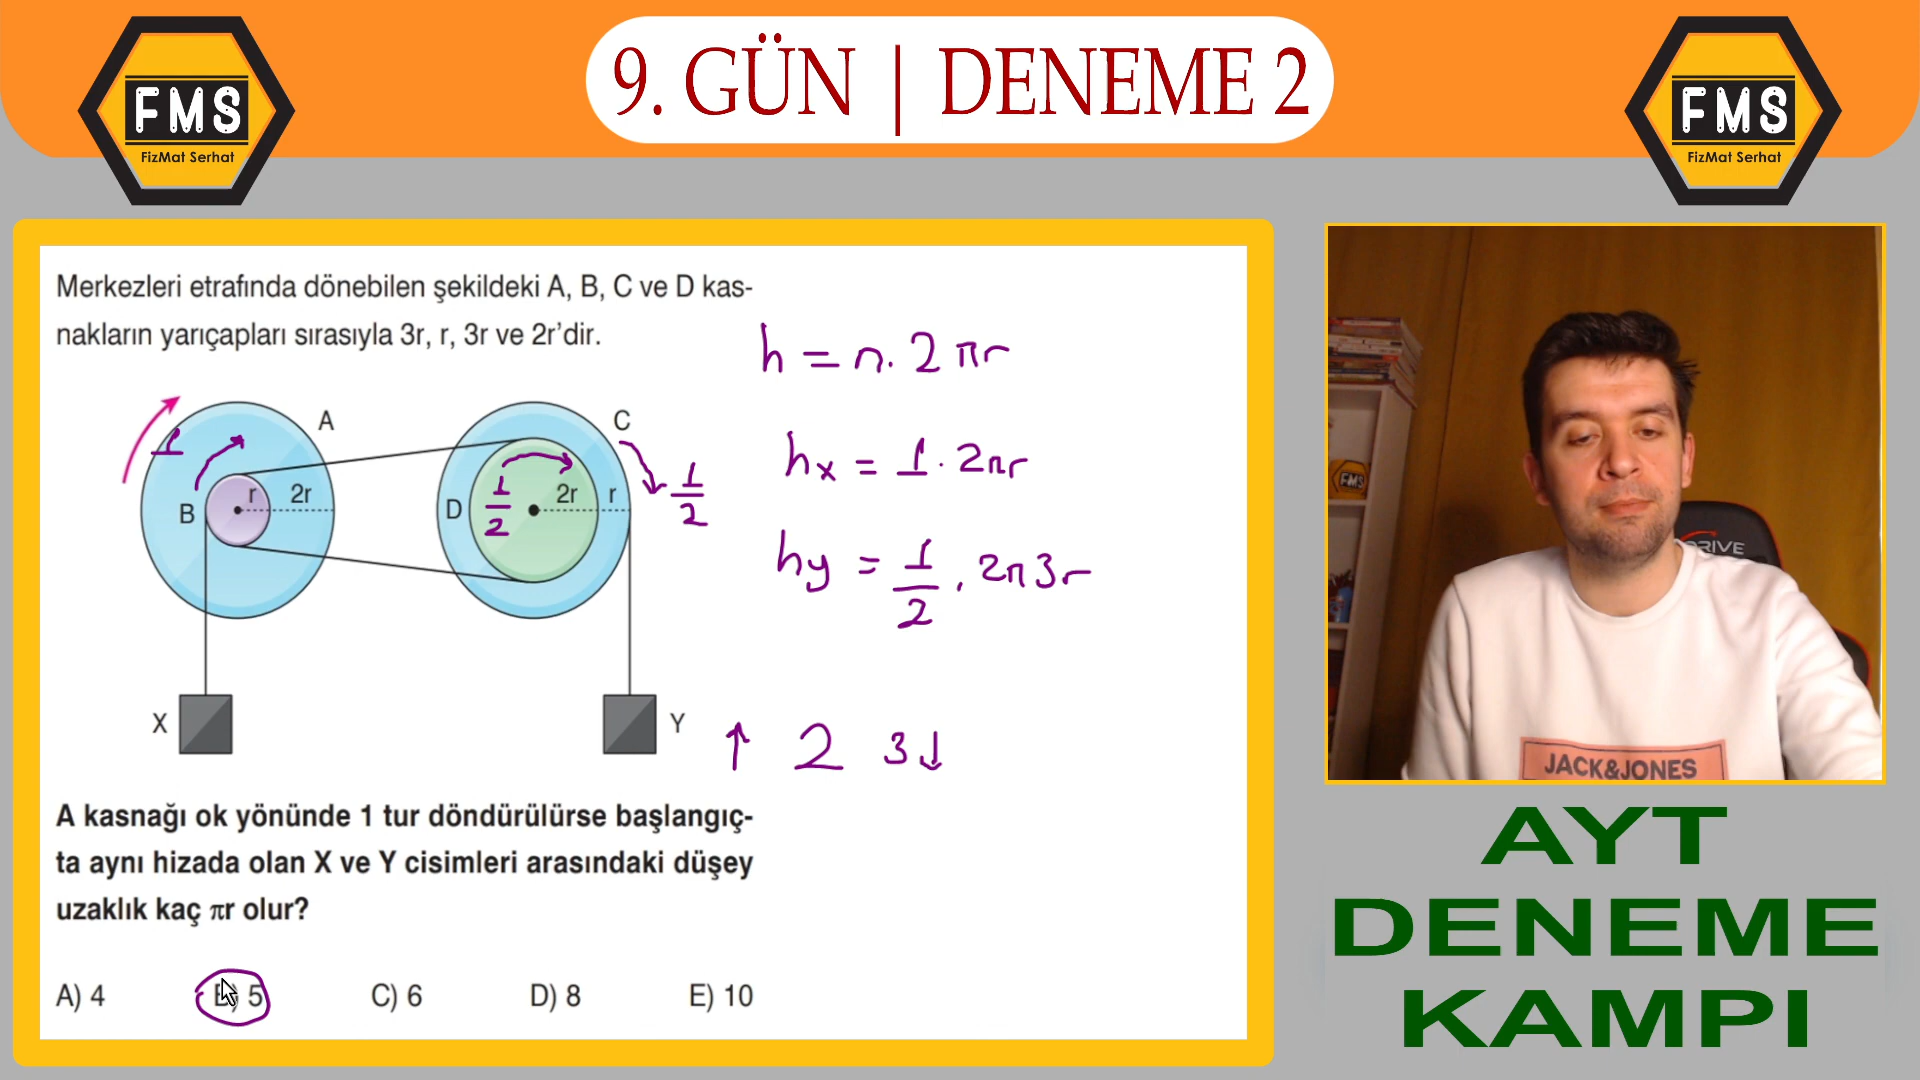 FMS
FizMat Serhat
9. GÜN | DENEME 2
FMS
FizMat Serhat
Merkezleri etrafında dönebilen şekildeki A, B, C ve D kas-
nakların yarıçapları sırasıyla 3r, r, 3r ve 2r'dir.
A
B
r
2r
1
C
D
2r
r
1/2
1/2
X
Y
h = n. 2πr
hx = 1. 2πr
hy = 1/2 . 2π3r
↑ 2 3↓
A kasnağı ok yönünde 1 tur döndürülürse başlangıç-
ta aynı hizada olan X ve Y cisimleri arasındaki düşey
uzaklık kaç πr olur?
A) 4 B) 5 C) 6 D) 8 E) 10
FMS
DRIVE
JACK&JONES
AYT
DENEME
KAMPI